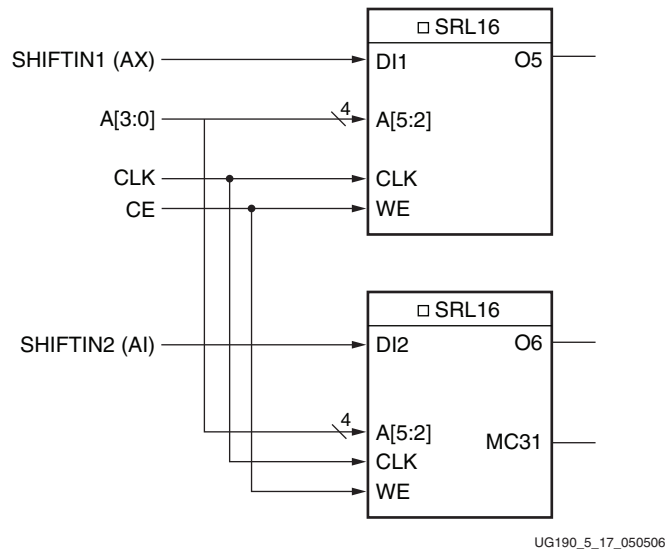 □ SRL16
SHIFTIN1 (AX)
DI1
O5
A[3:0]
4
A[5:2]
CLK
CLK
CE
WE
□ SRL16
SHIFTIN2 (AI)
DI2
O6
4
A[5:2]
MC31
CLK
WE
UG190_5_17_050506